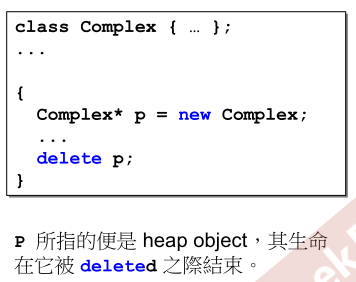 class Complex { … };
...
{
Complex* p = new Complex;
...
delete p;
}
P 所指的便是 heap object，其生命
在它被 deleted 之際結束。